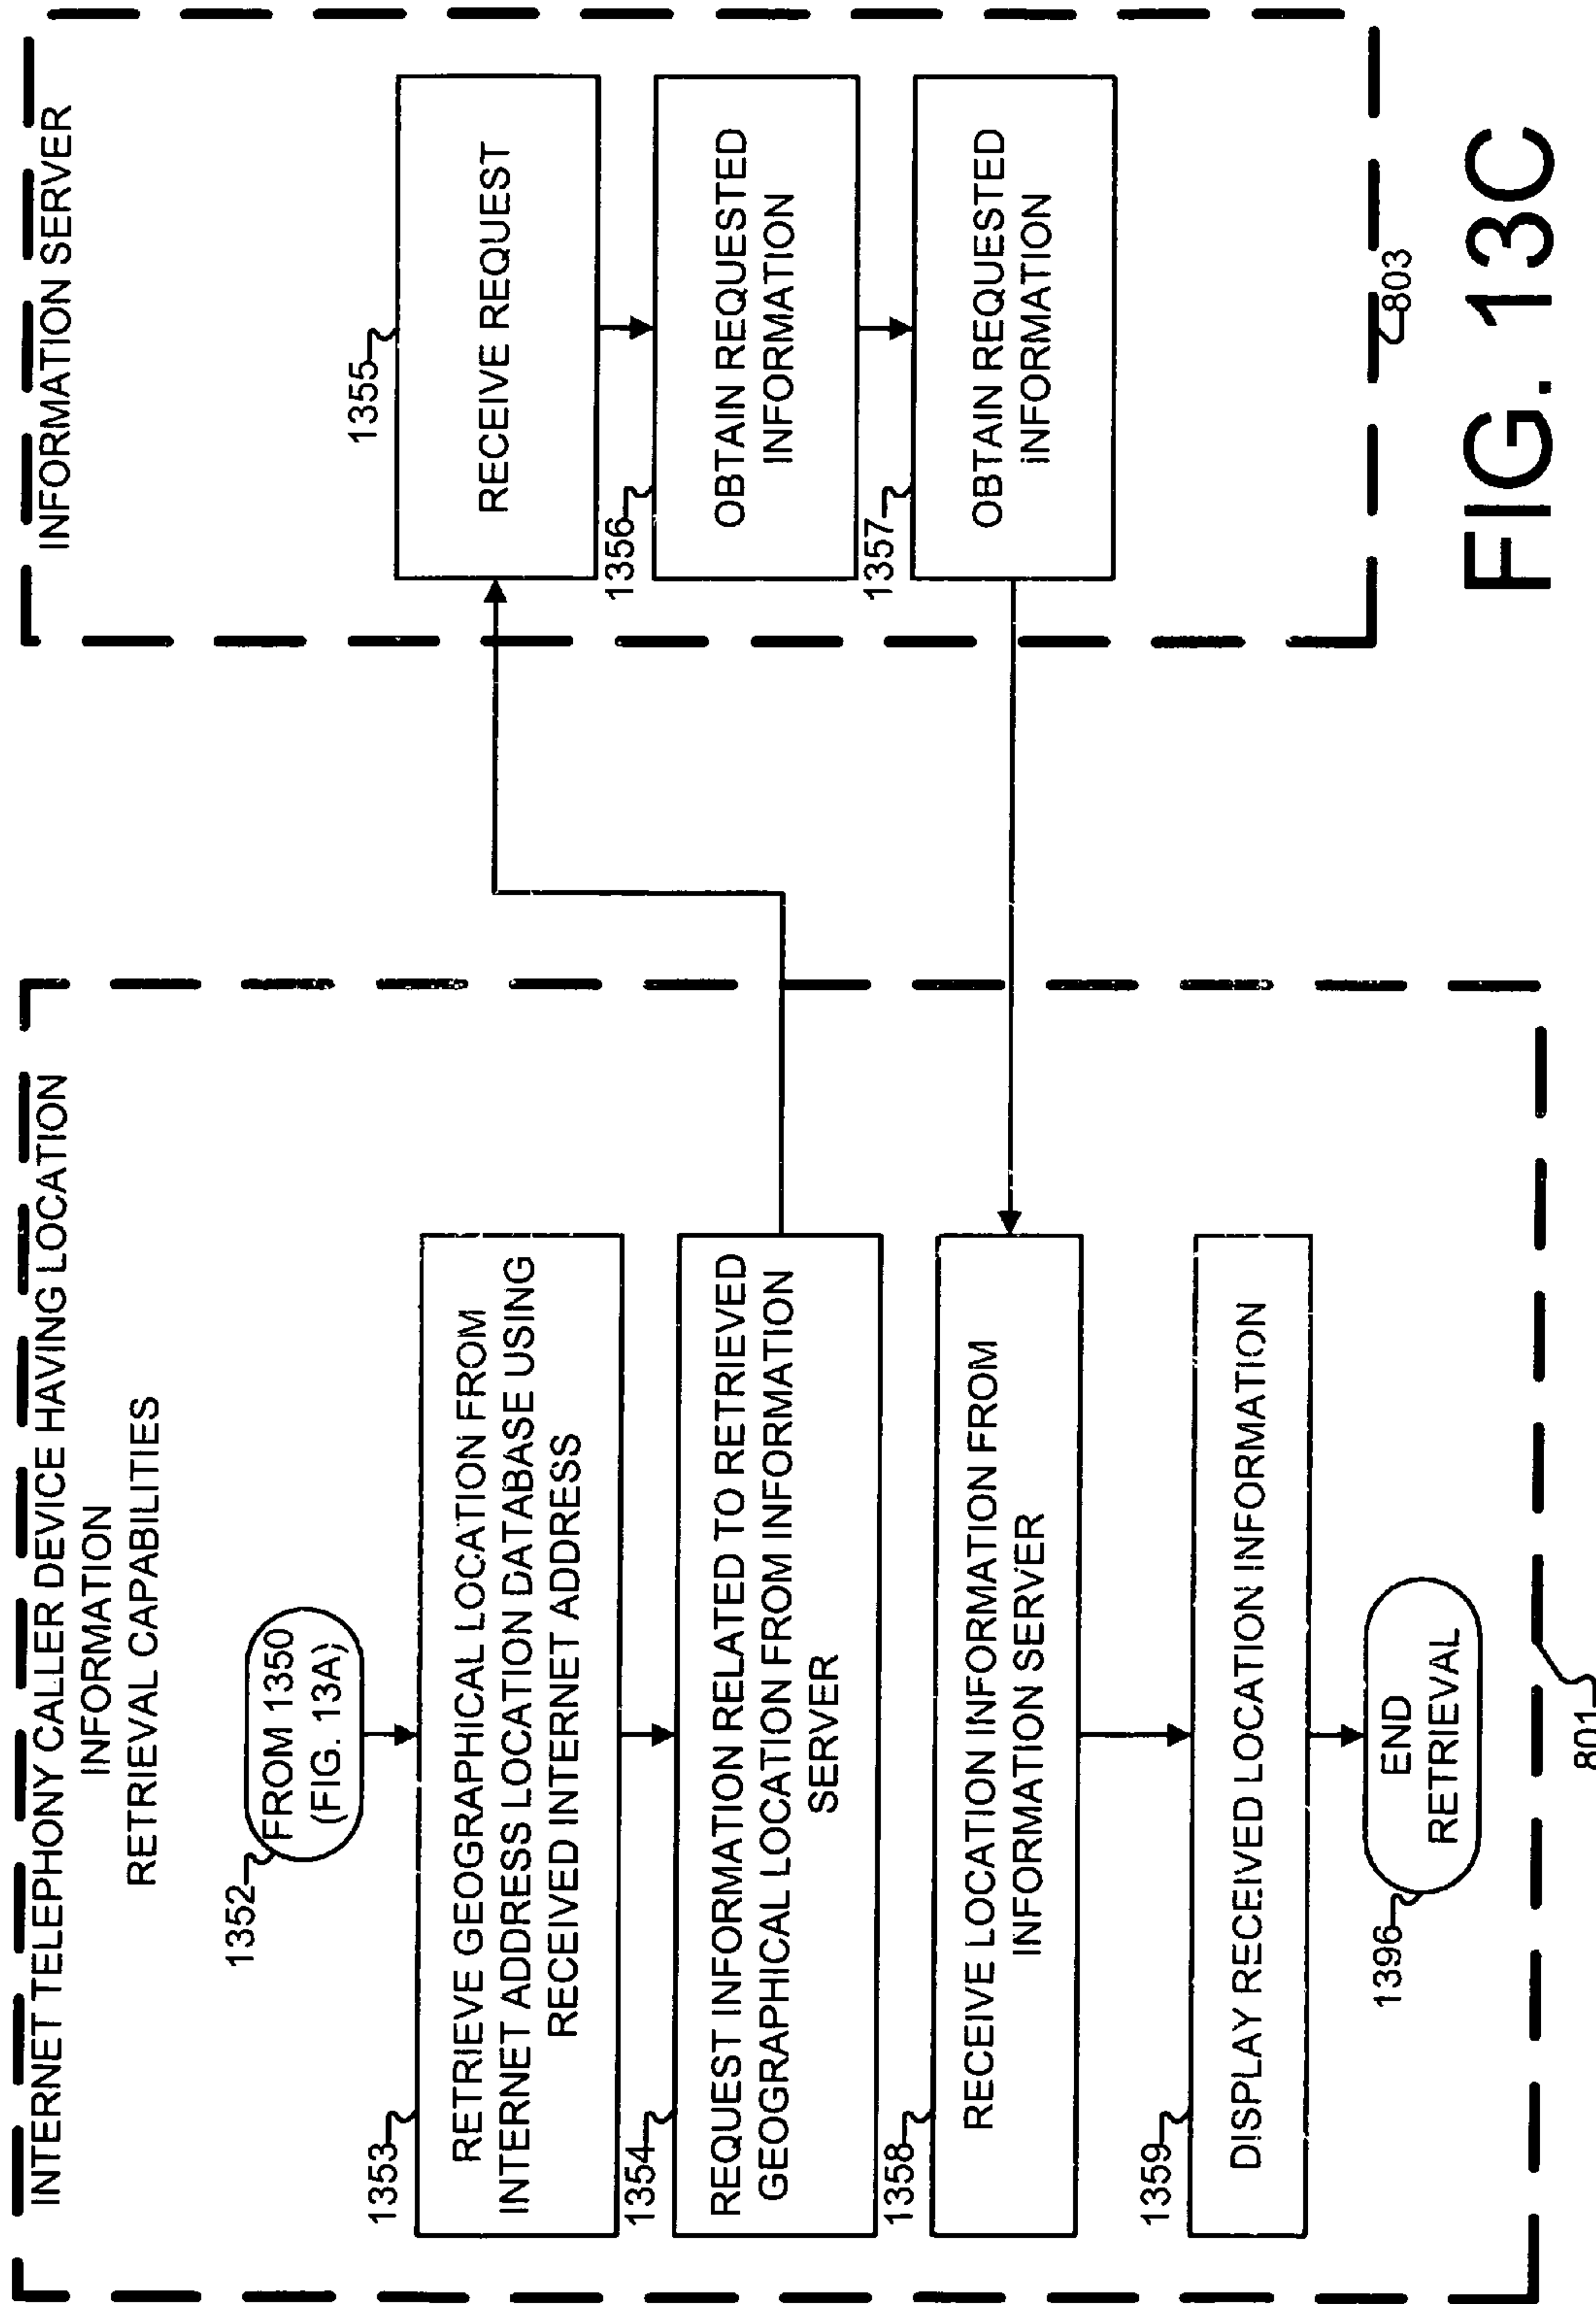 INTERNET TELEPHONY CALLER DEVICE HAVING LOCATION
INFORMATION
RETRIEVAL CAPABILITIES
1352
FROM 1350
(FIG. 13A)
1353
RETRIEVE GEOGRAPHICAL LOCATION FROM
INTERNET ADDRESS LOCATION DATABASE USING
RECEIVED INTERNET ADDRESS
1354
REQUEST INFORMATION RELATED TO RETRIEVED
GEOGRAPHICAL LOCATION FROM INFORMATION
SERVER
1358
RECEIVE LOCATION INFORMATION FROM
INFORMATION SERVER
1359
DISPLAY RECEIVED LOCATION INFORMATION
1396
END
RETRIEVAL
801
INFORMATION SERVER
1355
RECEIVE REQUEST
1356
OBTAIN REQUESTED
INFORMATION
1357
OBTAIN REQUESTED
INFORMATION
803
FIG. 13C